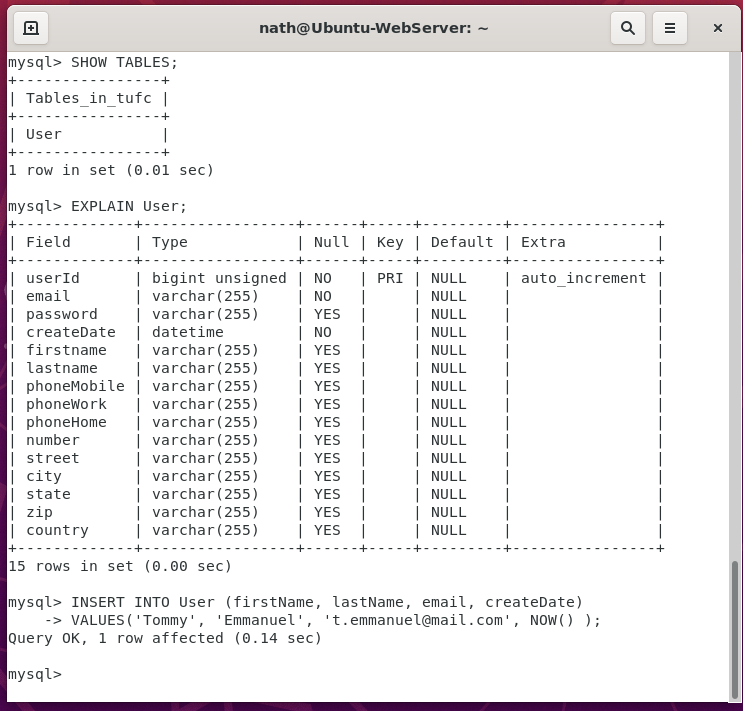 nath@Ubuntu-WebServer: ~
mysql> SHOW TABLES;
+----------------+
| Tables_in_tufc |
+----------------+
| User           |
+----------------+
1 row in set (0.01 sec)

mysql> EXPLAIN User;
+-------------+-----------------+------+-----+---------+----------------+
| Field       | Type            | Null | Key | Default | Extra          |
+-------------+-----------------+------+-----+---------+----------------+
| userId      | bigint unsigned | NO   | PRI | NULL    | auto_increment |
| email       | varchar(255)    | NO   |     | NULL    |                |
| password    | varchar(255)    | YES  |     | NULL    |                |
| createDate  | datetime        | NO   |     | NULL    |                |
| firstname   | varchar(255)    | YES  |     | NULL    |                |
| lastname    | varchar(255)    | YES  |     | NULL    |                |
| phoneMobile | varchar(255)    | YES  |     | NULL    |                |
| phoneWork   | varchar(255)    | YES  |     | NULL    |                |
| phoneHome   | varchar(255)    | YES  |     | NULL    |                |
| number      | varchar(255)    | YES  |     | NULL    |                |
| street      | varchar(255)    | YES  |     | NULL    |                |
| city        | varchar(255)    | YES  |     | NULL    |                |
| state       | varchar(255)    | YES  |     | NULL    |                |
| zip         | varchar(255)    | YES  |     | NULL    |                |
| country     | varchar(255)    | YES  |     | NULL    |                |
+-------------+-----------------+------+-----+---------+----------------+
15 rows in set (0.00 sec)

mysql> INSERT INTO User (firstName, lastName, email, createDate)
    -> VALUES('Tommy', 'Emmanuel', 't.emmanuel@mail.com', NOW() );
Query OK, 1 row affected (0.14 sec)

mysql>